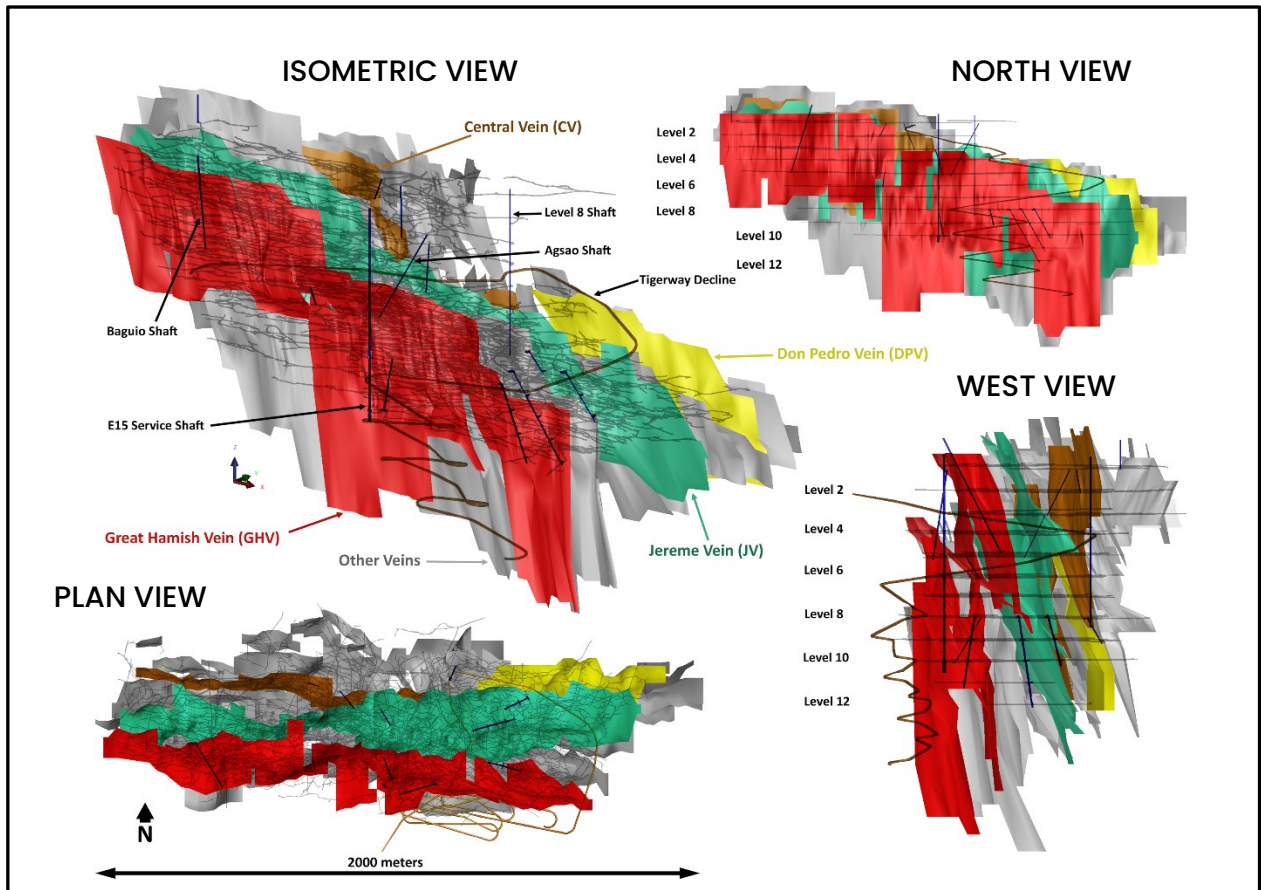 ISOMETRIC VIEW
NORTH VIEW
Central Vein (CV)
Level 2
Level 4
Level 6
Level 8
Level 10
Level 12
Level 8 Shaft
Agsao Shaft
Tigerway Decline
Baguio Shaft
Don Pedro Vein (DPV)
E15 Service Shaft
WEST VIEW
Level 2
Level 4
Level 6
Level 8
Level 10
Level 12
Great Hamish Vein (GHV)
Other Veins
Jereme Vein (JV)
PLAN VIEW
N
2000 meters